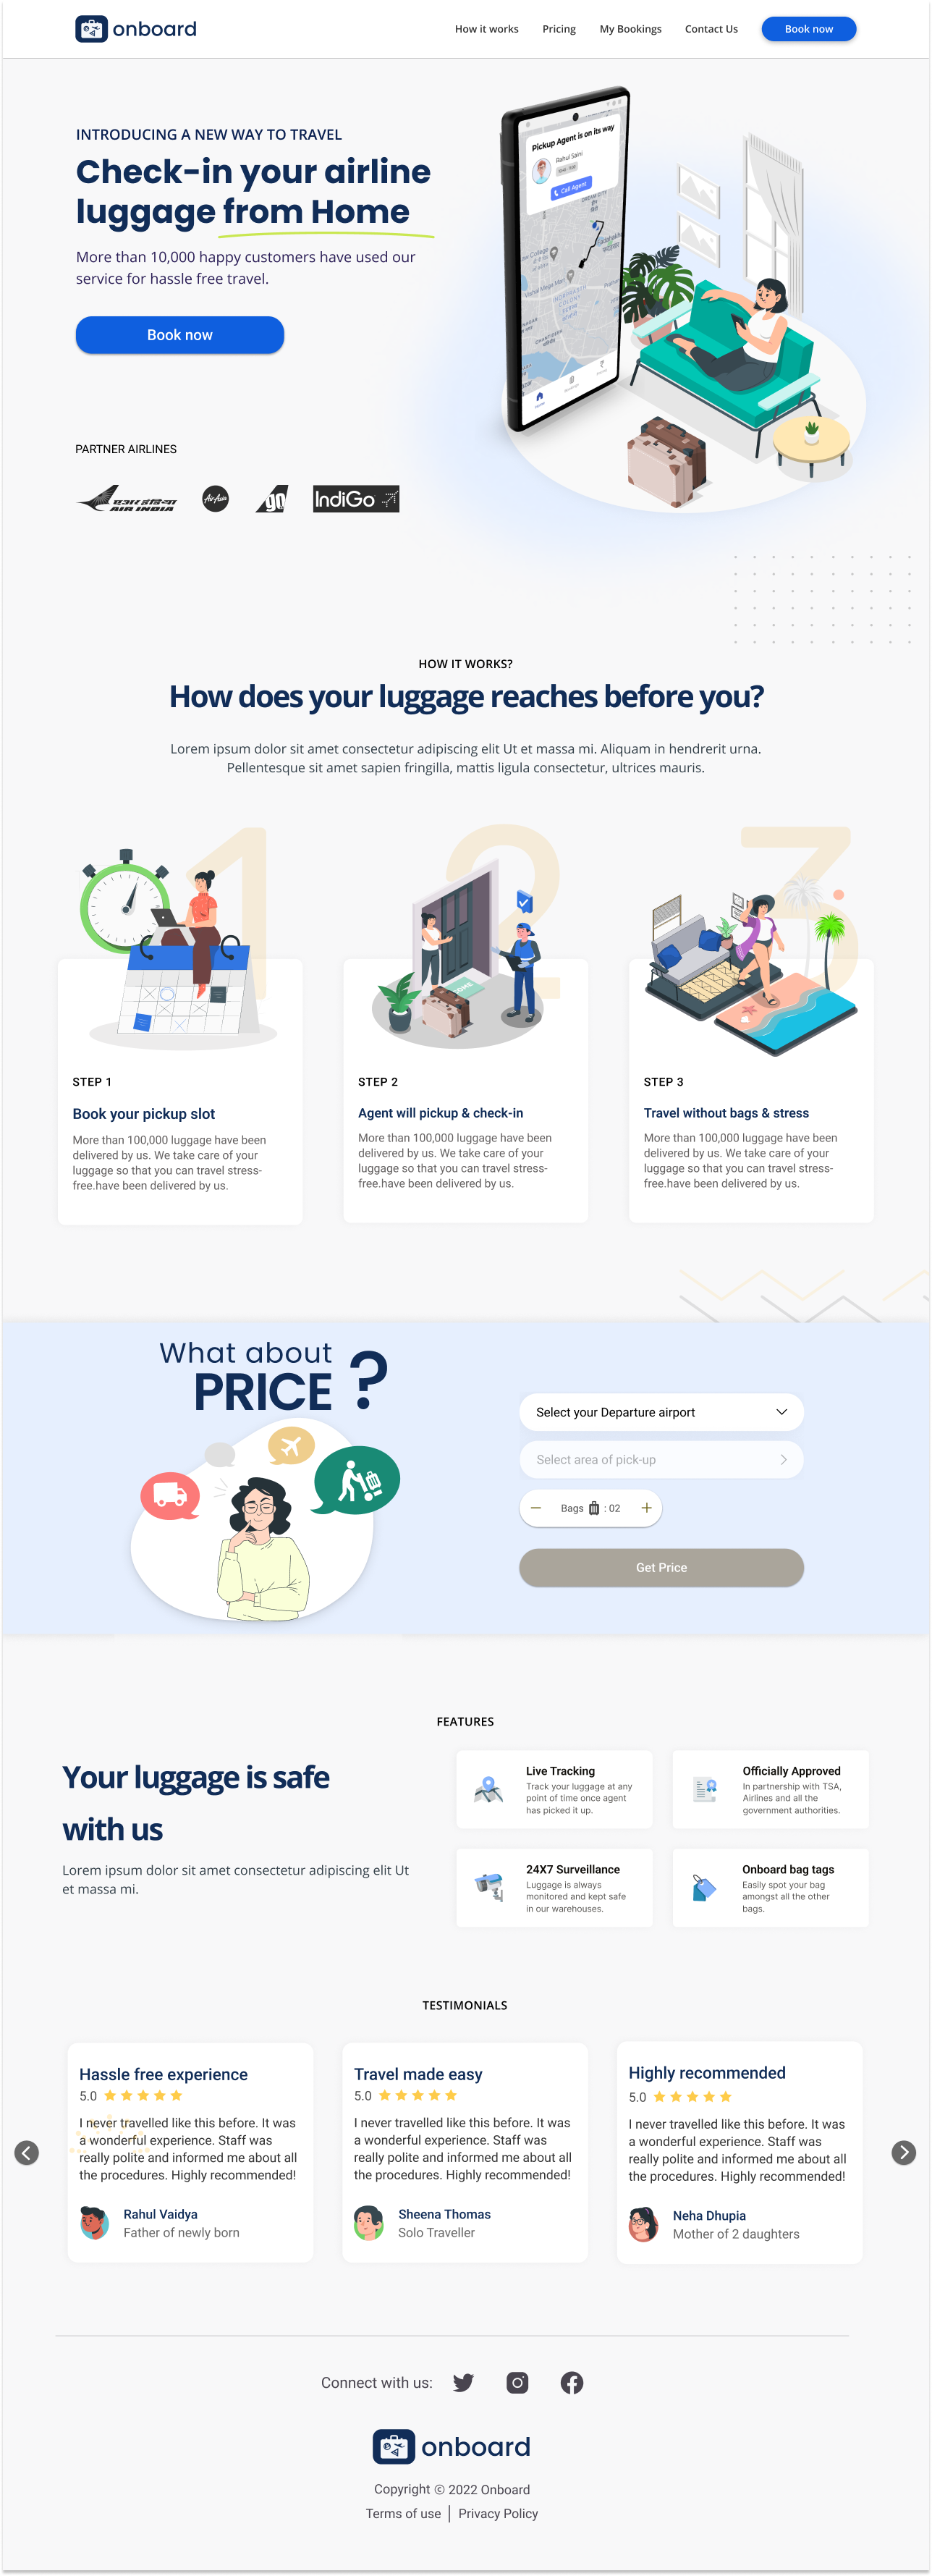 onboard
How it works
Pricing
My Bookings
Contact Us
Book now
INTRODUCING A NEW WAY TO TRAVEL
Check-in your airline
luggage from Home
More than 10,000 happy customers have used our
service for hassle free travel.
Book now
Pickup Agent is on its way
Rahul Saini
Call Agent
PARTNER AIRLINES
एअर इंडिया
AIR INDIA
AirAsia
go
IndiGo
HOW IT WORKS?
How does your luggage reaches before you?
Lorem ipsum dolor sit amet consectetur adipiscing elit Ut et massa mi. Aliquam in hendrerit urna.
Pellentesque sit amet sapien fringilla, mattis ligula consectetur, ultrices mauris.
1
2
3
STEP 1
Book your pickup slot
More than 100,000 luggage have been
delivered by us. We take care of your
luggage so that you can travel stress-
free.have been delivered by us.
STEP 2
Agent will pickup & check-in
More than 100,000 luggage have been
delivered by us. We take care of your
luggage so that you can travel stress-
free.have been delivered by us.
STEP 3
Travel without bags & stress
More than 100,000 luggage have been
delivered by us. We take care of your
luggage so that you can travel stress-
free.have been delivered by us.
What about
PRICE ?
Select your Departure airport
Select area of pick-up
Bags : 02
Get Price
FEATURES
Your luggage is safe
with us
Lorem ipsum dolor sit amet consectetur adipiscing elit Ut
et massa mi.
Live Tracking
Track your luggage at any
point of time once agent
has picked it up.
Officially Approved
In partnership with TSA,
Airlines and all the
government authorities.
24X7 Surveillance
Luggage is always
monitored and kept safe
in our warehouses.
Onboard bag tags
Easily spot your bag
amongst all the other
bags.
TESTIMONIALS
Hassle free experience
5.0
I never travelled like this before. It was
a wonderful experience. Staff was
really polite and informed me about all
the procedures. Highly recommended!
Rahul Vaidya
Father of newly born
Travel made easy
5.0
I never travelled like this before. It was
a wonderful experience. Staff was
really polite and informed me about all
the procedures. Highly recommended!
Sheena Thomas
Solo Traveller
Highly recommended
5.0
I never travelled like this before. It was
a wonderful experience. Staff was
really polite and informed me about all
the procedures. Highly recommended!
Neha Dhupia
Mother of 2 daughters
Connect with us:
onboard
Copyright © 2022 Onboard
Terms of use | Privacy Policy